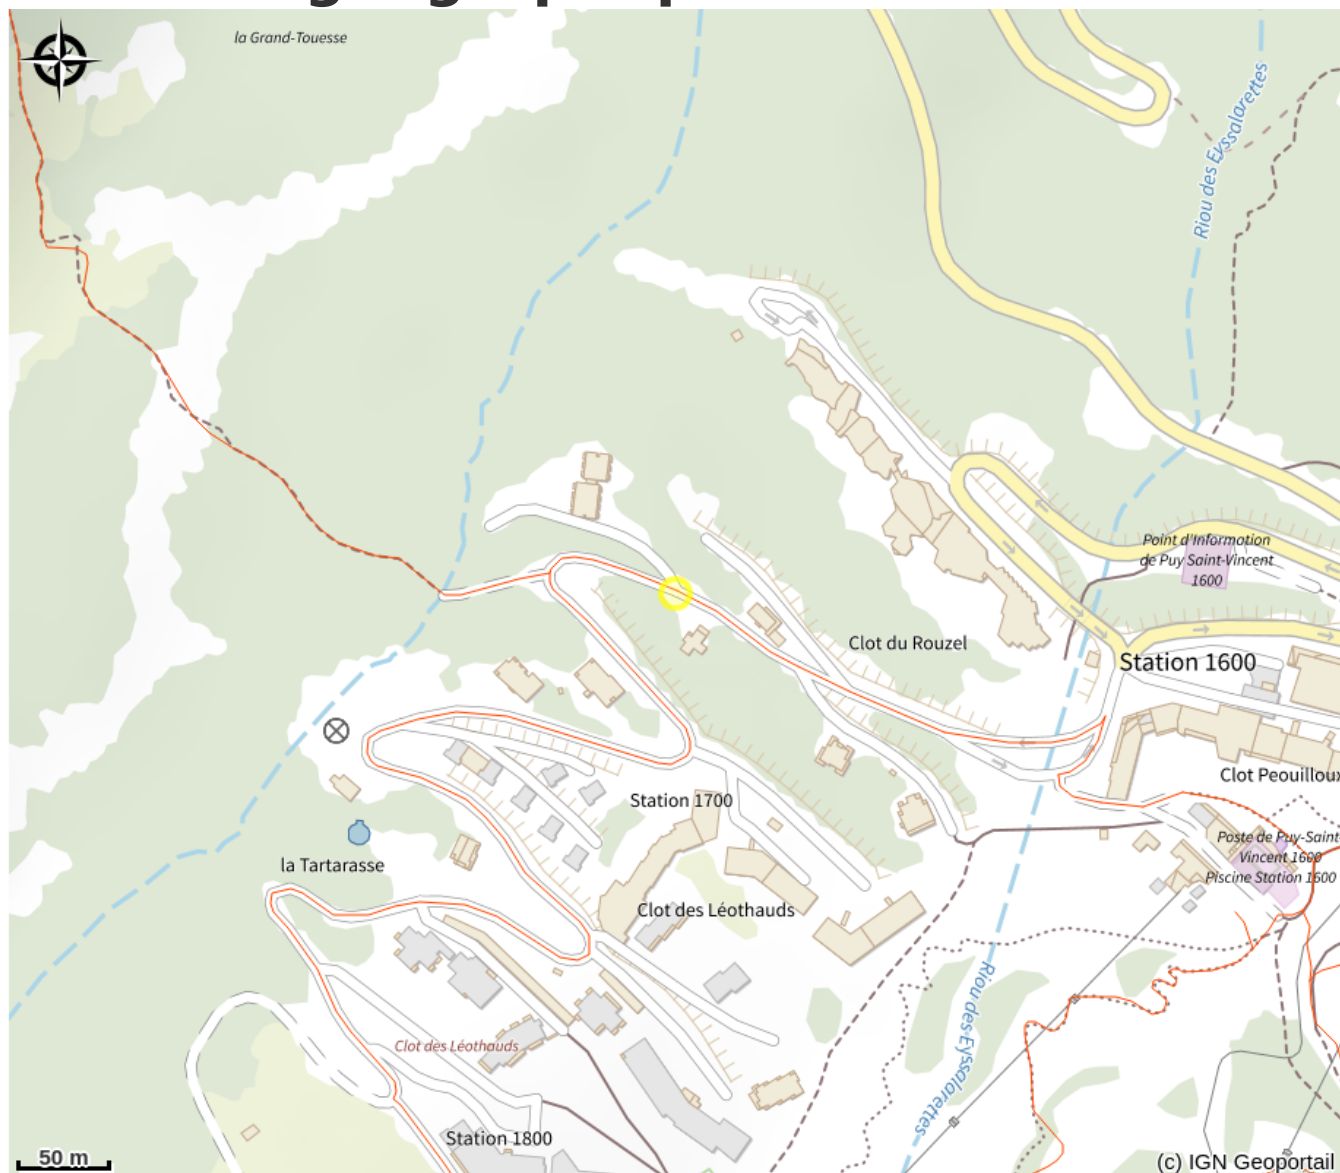 la Grand-Touesse
Riou des Eyssalarettes
Point d'Information
de Puy Saint-Vincent
1600
Clot du Rouzel
Station 1600
Clot Peouilloux
Station 1700
Poste de Puy-Saint-
Vincent 1600
Piscine Station 1600
la Tartarasse
Clot des Léothauds
Riou des Eyssalarettes
Clot des Léothauds
Station 1800
50 m
(c) IGN Geoportail